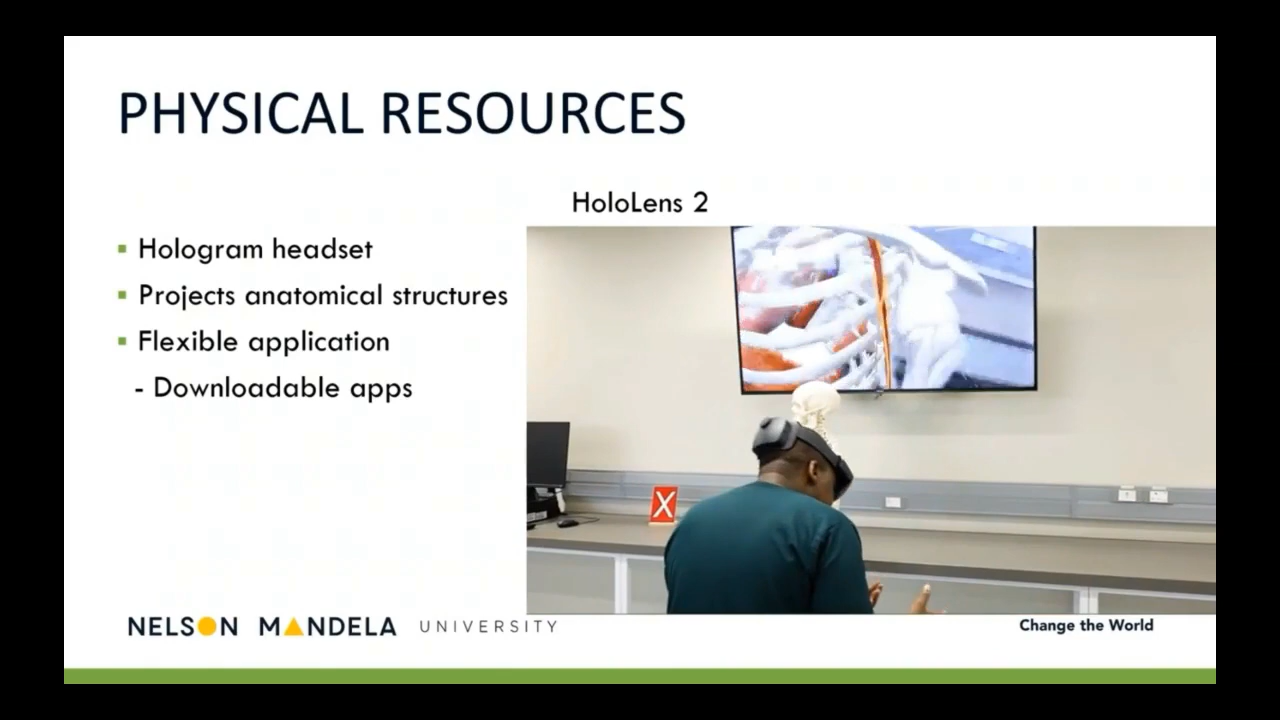 PHYSICAL RESOURCES
HoloLens 2
▪ Hologram headset
▪ Projects anatomical structures
▪ Flexible application
- Downloadable apps
X
NELSON MANDELA UNIVERSITY
Change the World